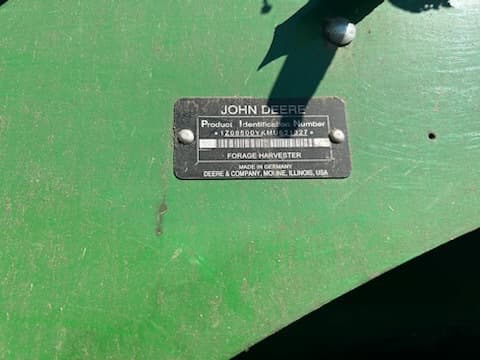 JOHN DEERE
Product Identification Number
FORAGE HARVESTER
MADE IN GERMANY
DEERE & COMPANY, MOLINE, ILLINOIS, USA